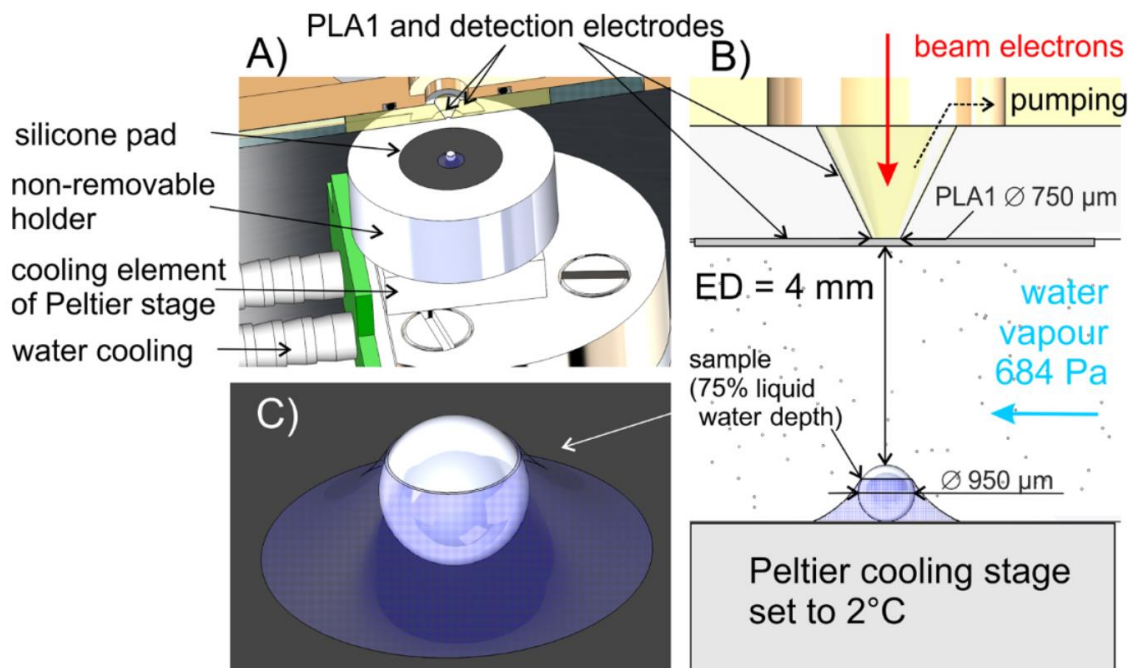 PLA1 and detection electrodes
A)
silicone pad
non-removable
holder
cooling element
of Peltier stage
water cooling
C)
B)
beam electrons
pumping
PLA1 ∅ 750 µm
ED = 4 mm
water
vapour
684 Pa
sample
(75% liquid
water depth)
∅ 950 µm
Peltier cooling stage
set to 2°C